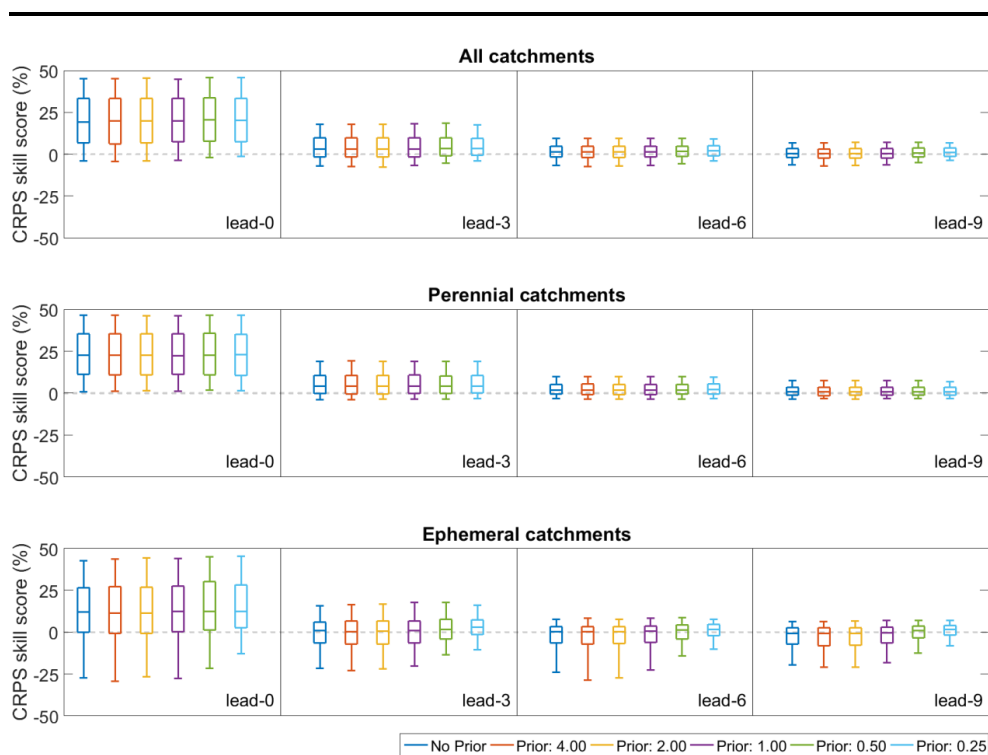 All catchments
CRPS skill score (%)
50
25
0
-25
-50
lead-0
lead-3
lead-6
lead-9
Perennial catchments
CRPS skill score (%)
50
25
0
-25
-50
lead-0
lead-3
lead-6
lead-9
Ephemeral catchments
CRPS skill score (%)
50
25
0
-25
-50
lead-0
lead-3
lead-6
lead-9
No Prior Prior: 4.00 Prior: 2.00 Prior: 1.00 Prior: 0.50 Prior: 0.25